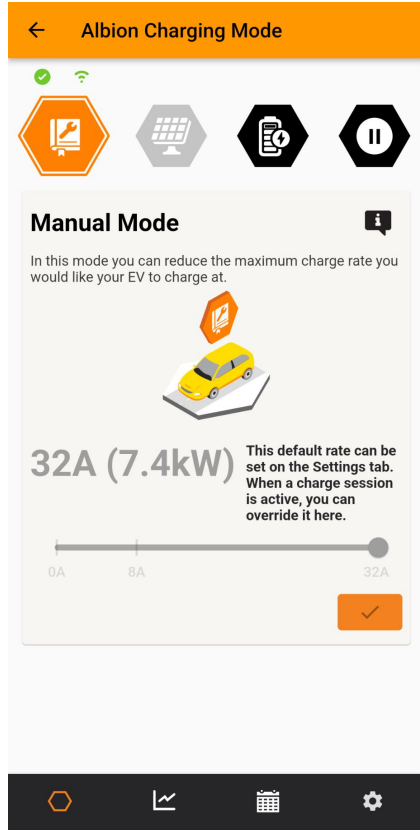 Albion Charging Mode
Manual Mode
In this mode you can reduce the maximum charge rate you
would like your EV to charge at.
32A (7.4kW)
This default rate can be
set on the Settings tab.
When a charge session
is active, you can
override it here.
0A
8A
32A